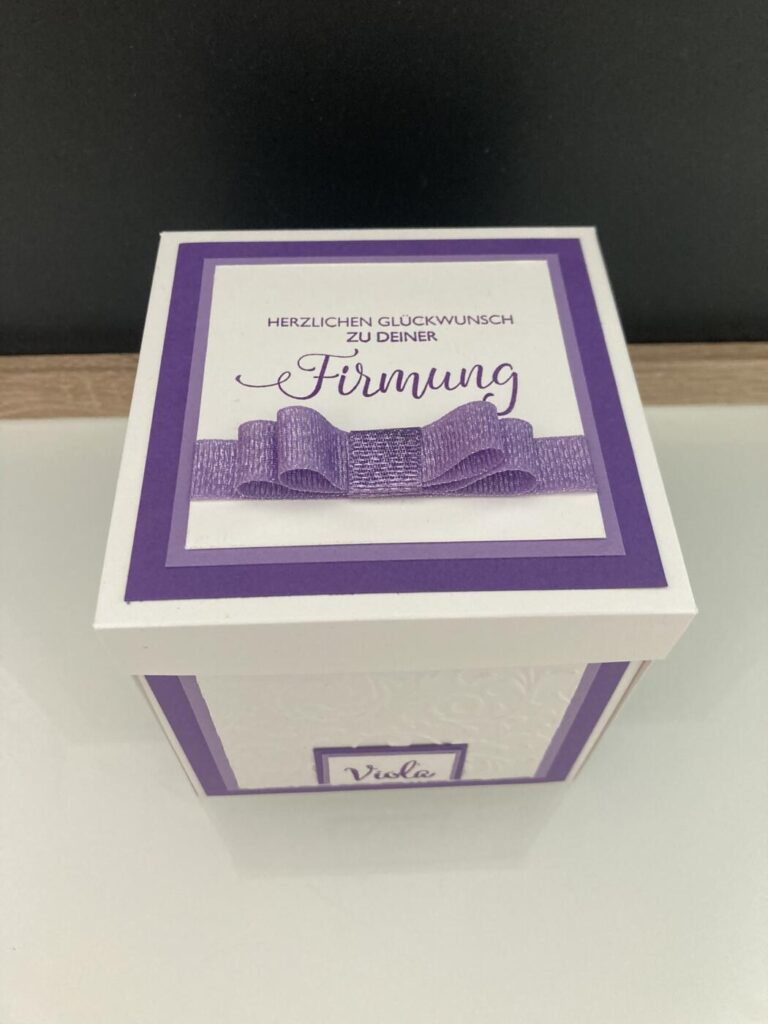 HERZLICHEN GLÜCKWUNSCH
ZU DEINER
Firmung
Viola